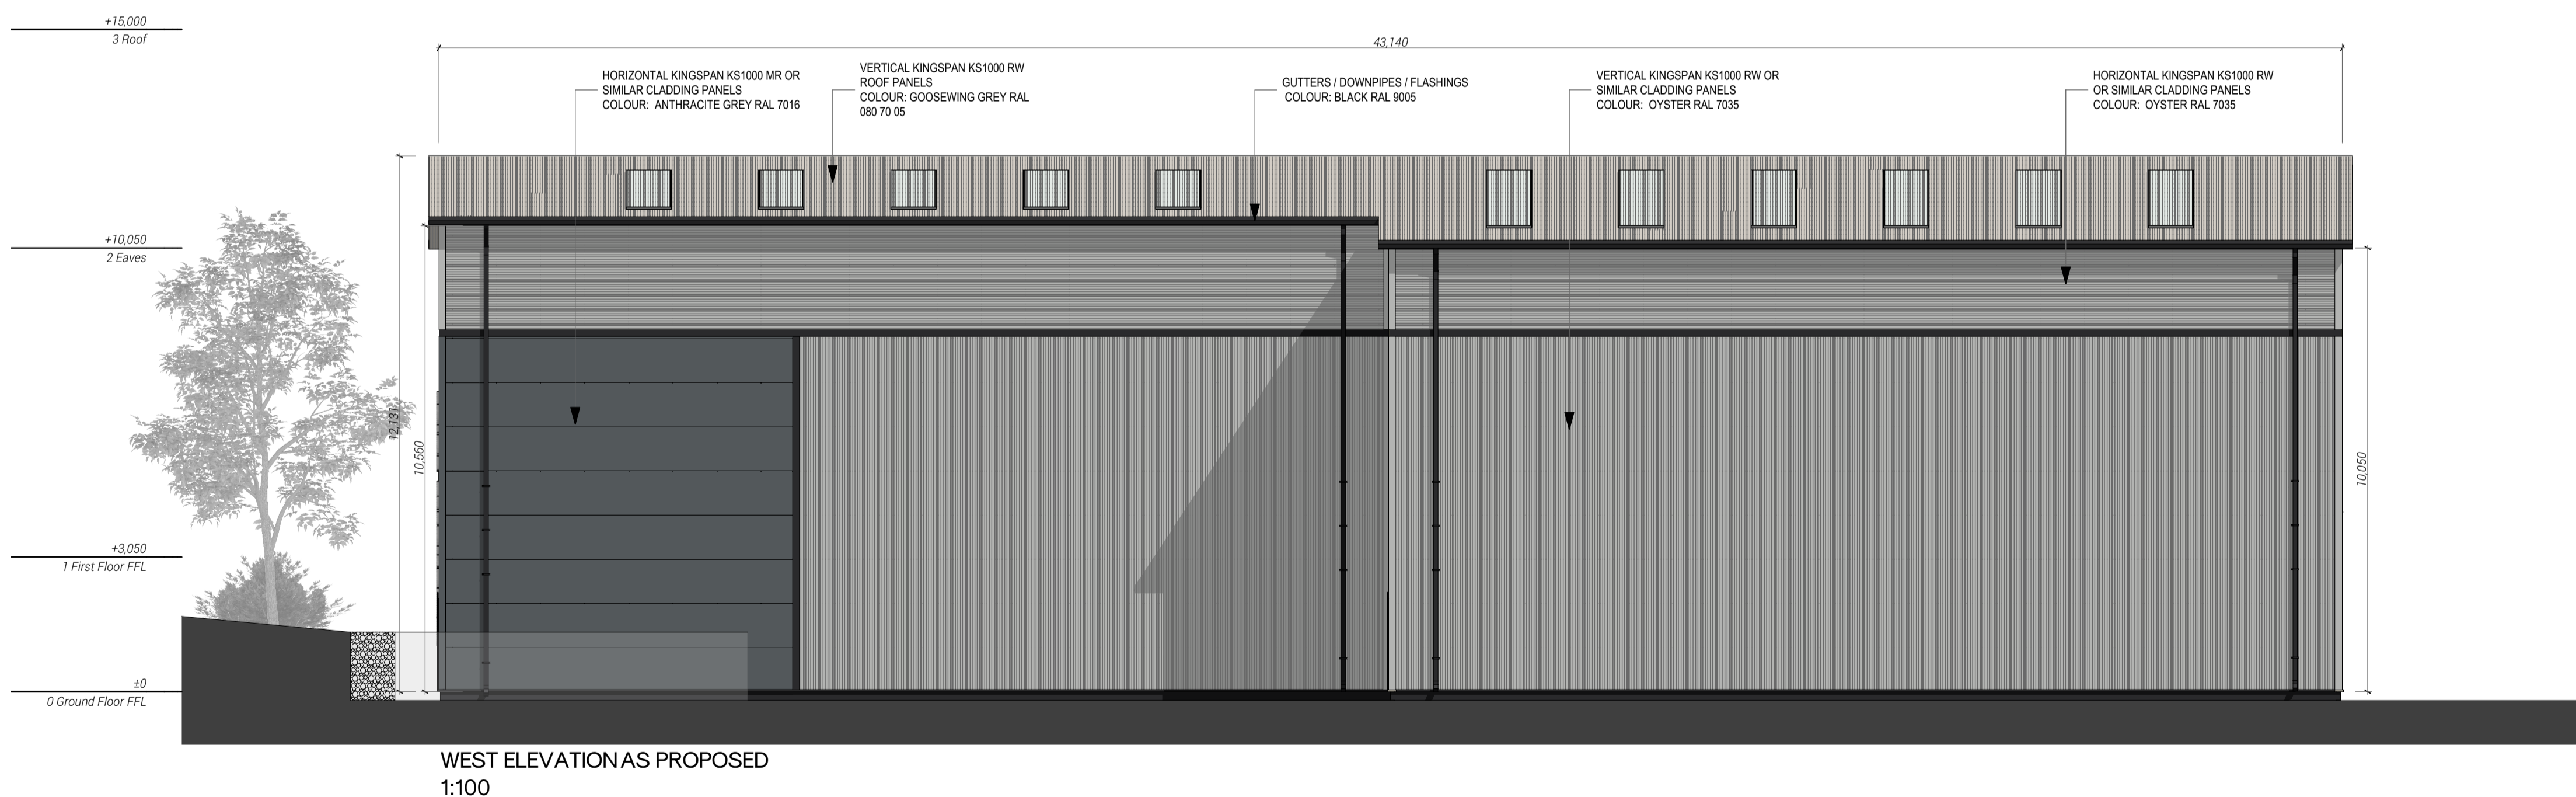 +15,000
3 Roof
43,140
HORIZONTAL KINGSPAN KS1000 MR OR
SIMILAR CLADDING PANELS
COLOUR: ANTHRACITE GREY RAL 7016
VERTICAL KINGSPAN KS1000 RW
ROOF PANELS
COLOUR: GOOSEWING GREY RAL
080 70 05
GUTTERS / DOWNPIPES / FLASHINGS
COLOUR: BLACK RAL 9005
VERTICAL KINGSPAN KS1000 RW OR
SIMILAR CLADDING PANELS
COLOUR: OYSTER RAL 7035
HORIZONTAL KINGSPAN KS1000 RW
OR SIMILAR CLADDING PANELS
COLOUR: OYSTER RAL 7035
+10,050
2 Eaves
12,131
10,560
10,050
+3,050
1 First Floor FFL
±0
0 Ground Floor FFL
WEST ELEVATION AS PROPOSED
1:100